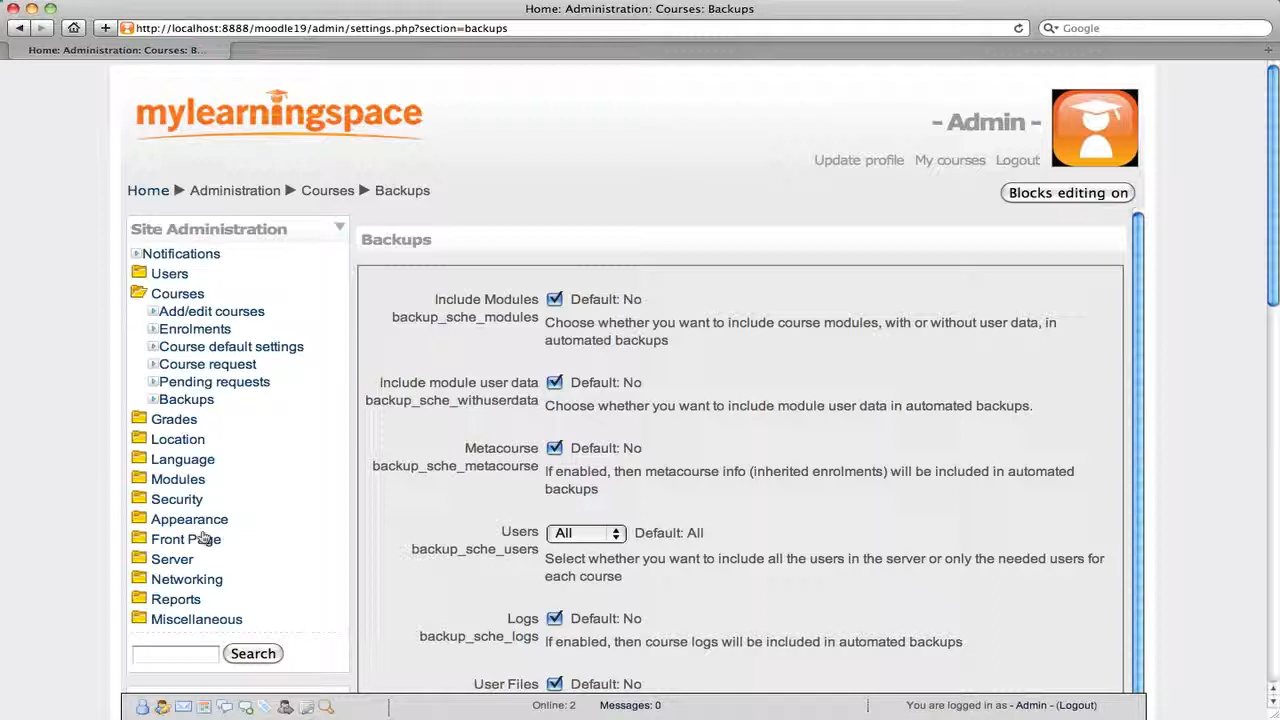 Home: Administration: Courses: Backups
http://localhost:8888/moodle19/admin/settings.php?section=backups
Google
Home: Administration: Courses: B...
mylearningspace
- Admin -
Update profile My courses Logout
Home ▶ Administration ▶ Courses ▶ Backups
Blocks editing on
Site Administration
Notifications
Users
Courses
Add/edit courses
Enrolments
Course default settings
Course request
Pending requests
Backups
Grades
Location
Language
Modules
Security
Appearance
Front Page
Server
Networking
Reports
Miscellaneous
Search
Backups
Include Modules Default: No
backup_sche_modules
Choose whether you want to include course modules, with or without user data, in
automated backups
Include module user data Default: No
backup_sche_withuserdata
Choose whether you want to include module user data in automated backups.
Metacourse Default: No
backup_sche_metacourse
If enabled, then metacourse info (inherited enrolments) will be included in automated
backups
Users All Default: All
backup_sche_users
Select whether you want to include all the users in the server or only the needed users for
each course
Logs Default: No
backup_sche_logs
If enabled, then course logs will be included in automated backups
User Files Default: No
Online: 2 Messages: 0 You are logged in as - Admin - (Logout)